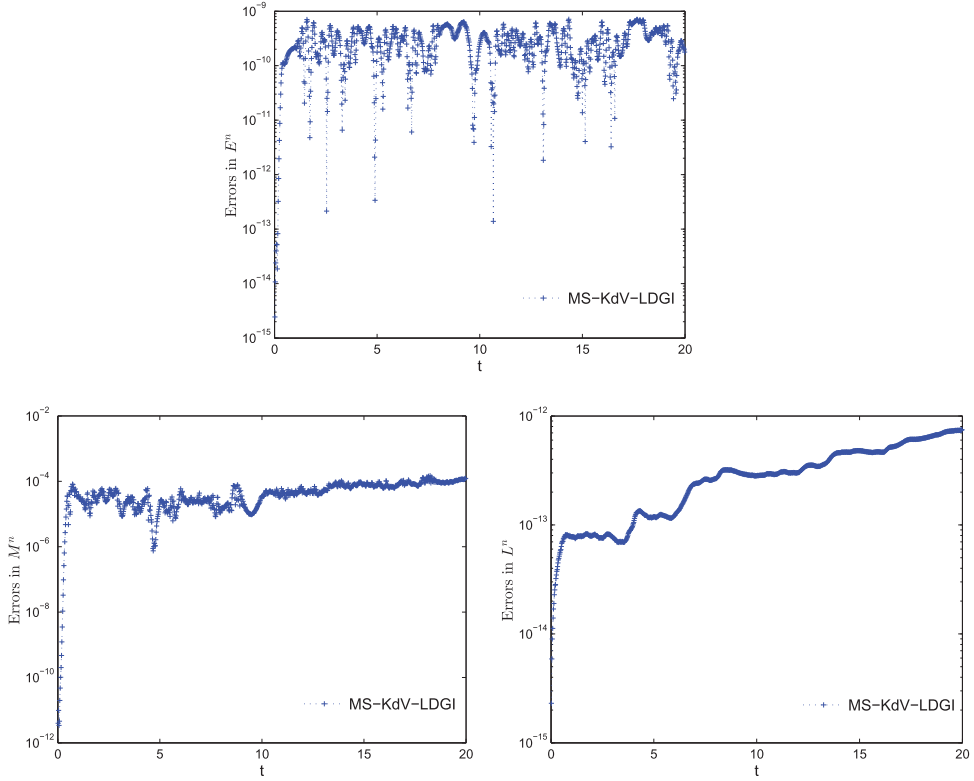 10⁻⁹
10⁻¹⁰
10⁻¹¹
10⁻¹²
10⁻¹³
10⁻¹⁴
10⁻¹⁵
Errors in Eⁿ
MS−KdV−LDGI
0 5 10 15 20
t
10⁻²
10⁻⁴
10⁻⁶
10⁻⁸
10⁻¹⁰
10⁻¹²
Errors in Mⁿ
MS−KdV−LDGI
0 5 10 15 20
t
10⁻¹²
10⁻¹³
10⁻¹⁴
10⁻¹⁵
Errors in Lⁿ
MS−KdV−LDGI
0 5 10 15 20
t